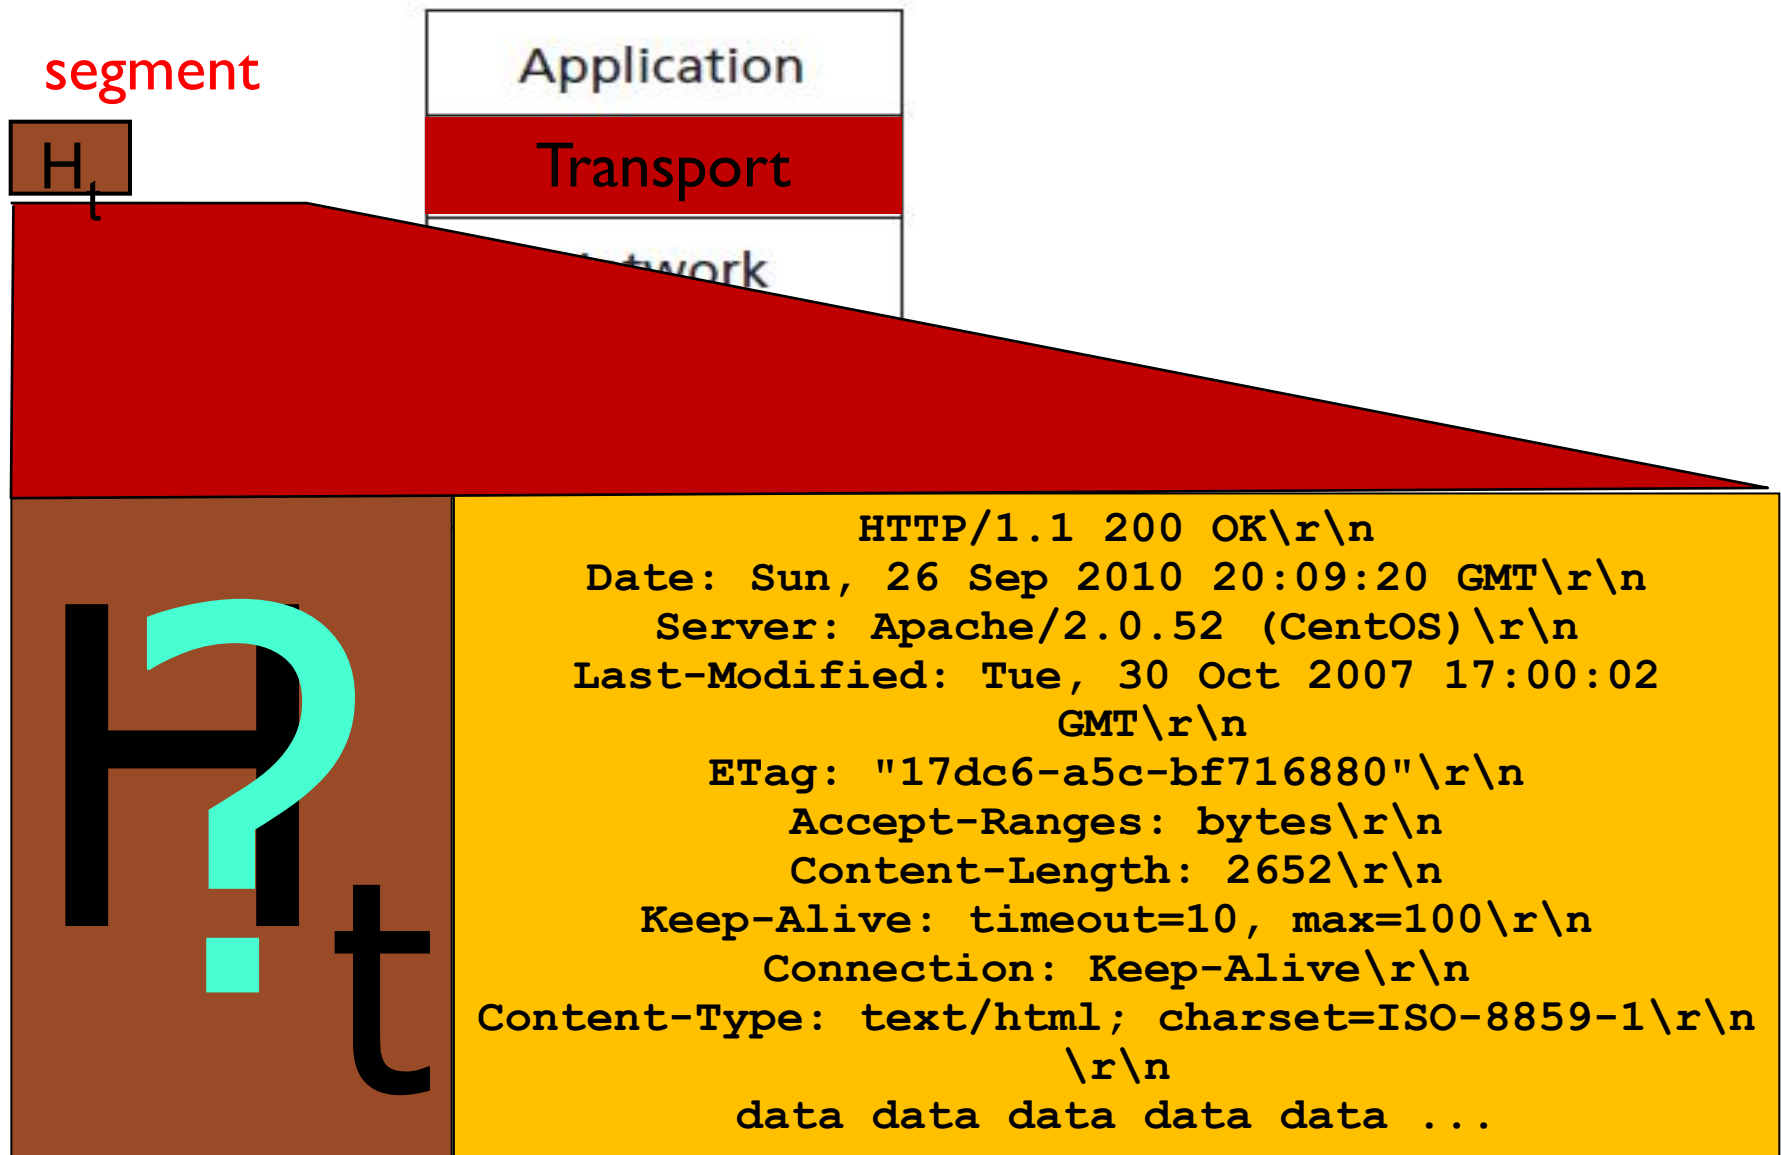 segment
Application
H
t
Transport
work
HTTP/1.1 200 OK\r\n
Date: Sun, 26 Sep 2010 20:09:20 GMT\r\n
Server: Apache/2.0.52 (CentOS)\r\n
Last-Modified: Tue, 30 Oct 2007 17:00:02
GMT\r\n
ETag: "17dc6-a5c-bf716880"\r\n
Accept-Ranges: bytes\r\n
Content-Length: 2652\r\n
Keep-Alive: timeout=10, max=100\r\n
Connection: Keep-Alive\r\n
Content-Type: text/html; charset=ISO-8859-1\r\n
\r\n
data data data data data ...
H
?
t